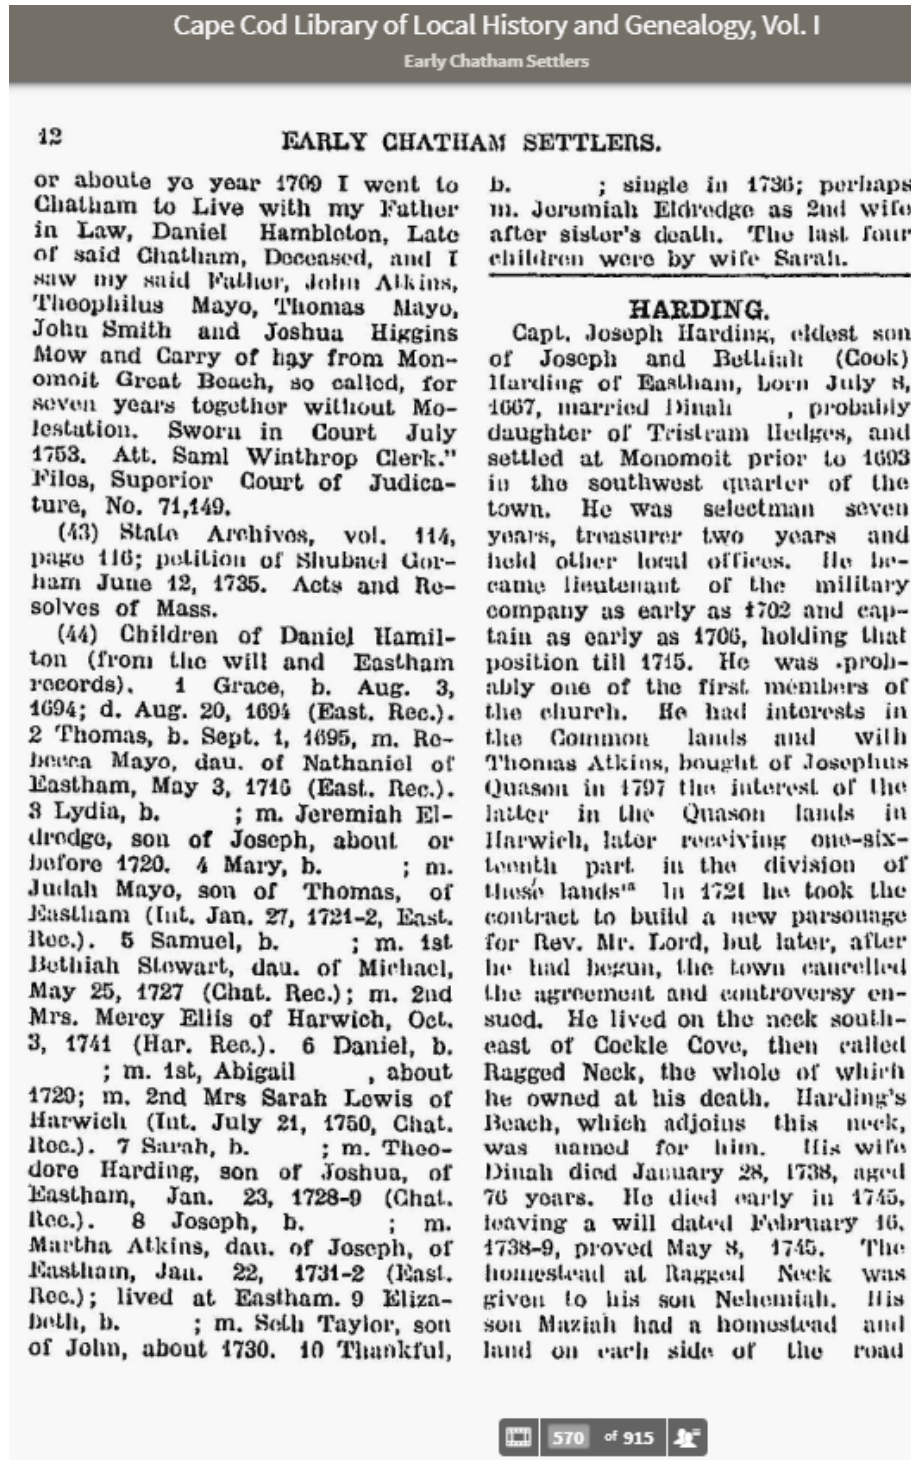 Cape Cod Library of Local History and Genealogy, Vol. I
Early Chatham Settlers
12
EARLY CHATHAM SETTLERS.
or aboute ye year 1709 I went to
Chatham to Live with my Father
in Law, Daniel Hambleton, Late
of said Chatham, Deceased, and I
saw my said Father, John Atkins,
Theophilus Mayo, Thomas Mayo,
John Smith and Joshua Higgins
Mow and Carry of hay from Mon-
omoit Great Beach, so called, for
seven years together without Mo-
lestation. Sworn in Court July
1753. Att. Saml Winthrop Clerk."
Files, Superior Court of Judica-
ture, No. 71,149.
(43) State Archives, vol. 114,
page 116; petition of Shubael Gor-
ham June 12, 1735. Acts and Re-
solves of Mass.
(44) Children of Daniel Hamil-
ton (from the will and Eastham
records). 1 Grace, b. Aug. 3,
1694; d. Aug. 20, 1694 (East. Rec.).
2 Thomas, b. Sept. 1, 1695, m. Re-
becca Mayo, dau. of Nathaniel of
Eastham, May 3, 1716 (East. Rec.).
3 Lydia, b. ; m. Jeremiah El-
dredge, son of Joseph, about or
before 1720. 4 Mary, b. ; m.
Judah Mayo, son of Thomas, of
Eastham (Int. Jan. 27, 1721-2, East.
Rec.). 5 Samuel, b. ; m. 1st
Bethiah Stewart, dau. of Michael,
May 25, 1727 (Chat. Rec.); m. 2nd
Mrs. Mercy Ellis of Harwich, Oct.
3, 1741 (Har. Rec.). 6 Daniel, b.
; m. 1st, Abigail , about
1729; m. 2nd Mrs Sarah Lewis of
Harwich (Int. July 21, 1750, Chat.
Rec.). 7 Sarah, b. ; m. Theo-
dore Harding, son of Joshua, of
Eastham, Jan. 23, 1728-9 (Chat.
Rec.). 8 Joseph, b. ; m.
Martha Atkins, dau. of Joseph, of
Eastham, Jan. 22, 1731-2 (East.
Rec.); lived at Eastham. 9 Eliza-
beth, b. ; m. Seth Taylor, son
of John, about 1730. 10 Thankful,
b. ; single in 1736; perhaps
m. Jeremiah Eldredge as 2nd wife
after sister's death. The last four
children were by wife Sarah.
HARDING.
Capt. Joseph Harding, eldest son
of Joseph and Bethiah (Cook)
Harding of Eastham, born July 8,
1667, married Dinah , probably
daughter of Tristram Hedges, and
settled at Monomoit prior to 1693
in the southwest quarter of the
town. He was selectman seven
years, treasurer two years and
held other local offices. He be-
came lieutenant of the military
company as early as 1702 and cap-
tain as early as 1706, holding that
position till 1715. He was prob-
ably one of the first members of
the church. He had interests in
the Common lands and with
Thomas Atkins, bought of Josephus
Quason in 1797 the interest of the
latter in the Quason lands in
Harwich, later receiving one-six-
teenth part in the division of
these lands In 1721 he took the
contract to build a new parsonage
for Rev. Mr. Lord, but later, after
he had begun, the town cancelled
the agreement and controversy en-
sued. He lived on the neck south-
east of Cockle Cove, then called
Ragged Neck, the whole of which
he owned at his death. Harding's
Beach, which adjoins this neck,
was named for him. His wife
Dinah died January 28, 1738, aged
76 years. He died early in 1745,
leaving a will dated February 16,
1738-9, proved May 8, 1745. The
homestead at Ragged Neck was
given to his son Nehemiah. His
son Maziah had a homestead and
land on each side of the road
570 of 915